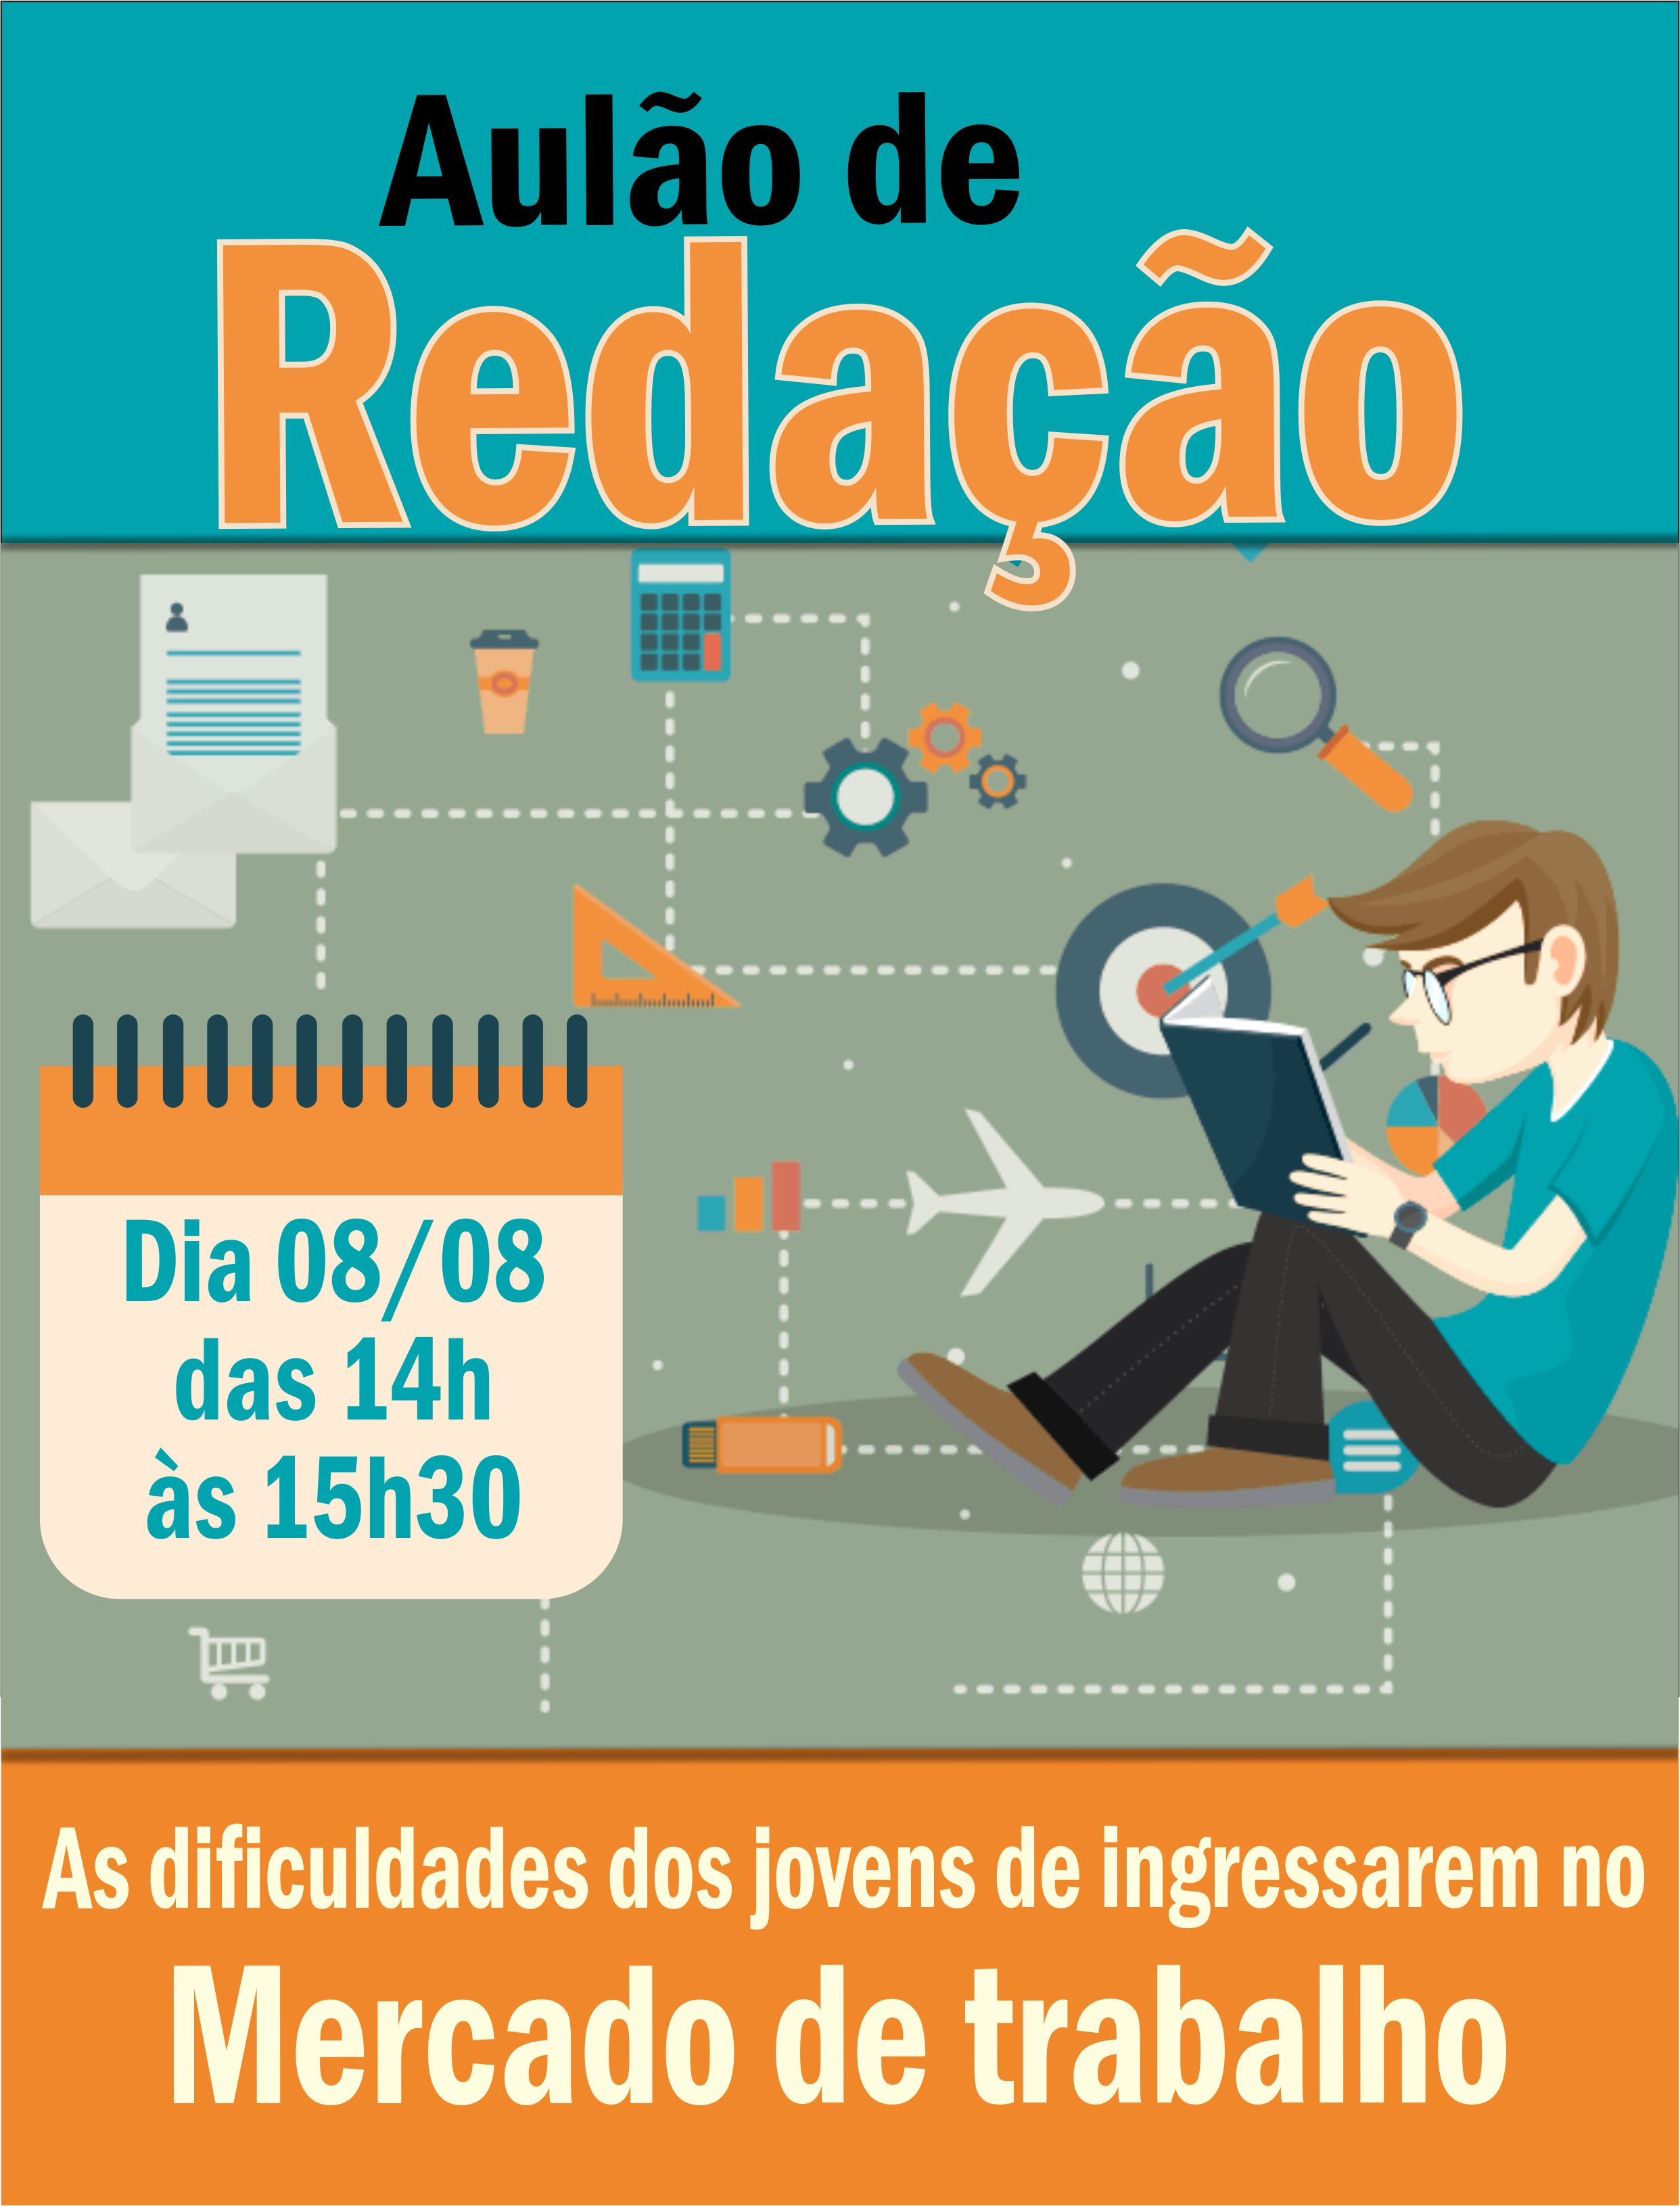 Aulão de
Redação
Dia 08/08
das 14h
às 15h30
As dificuldades dos jovens de ingressarem no
Mercado de trabalho